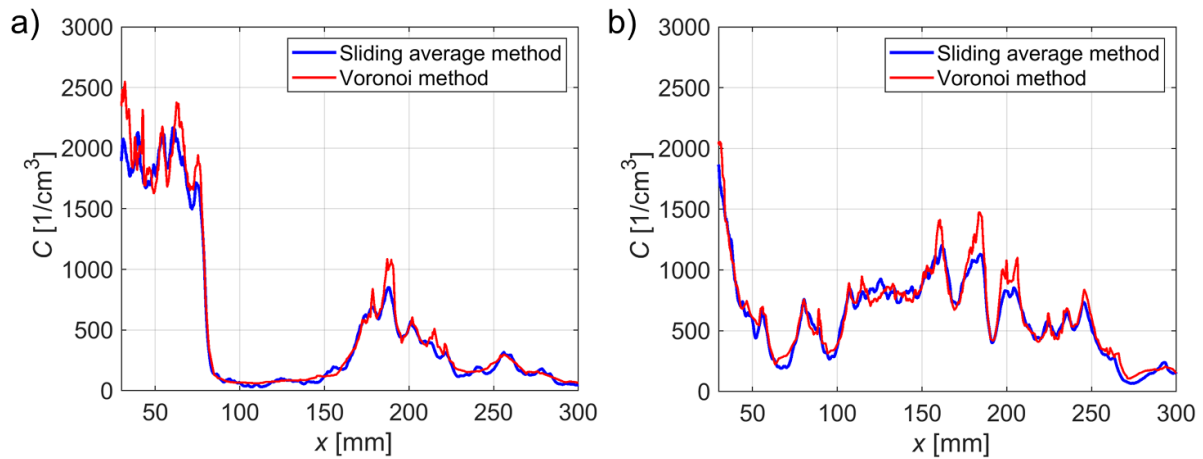 a)
3000
2500
2000
1500
1000
500
0
C [1/cm³]
50 100 150 200 250 300
x [mm]
Sliding average method
Voronoi method
b)
3000
2500
2000
1500
1000
500
0
C [1/cm³]
50 100 150 200 250 300
x [mm]
Sliding average method
Voronoi method